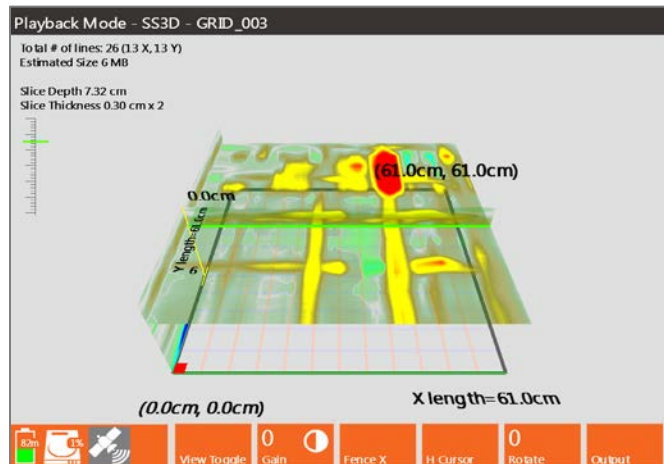 Playback Mode - SS3D - GRID_003
Total # of lines: 26 (13 X, 13 Y)
Estimated Size 6 MB
Slice Depth 7.32 cm
Slice Thickness 0.30 cm x 2
(61.0cm, 61.0cm)
0.0cm
Y length=61.0cm
(0.0cm, 0.0cm)
X length=61.0cm
82m
1%
0
0
View Toggle
Gain
Fence X
H Cursor
Rotate
Output